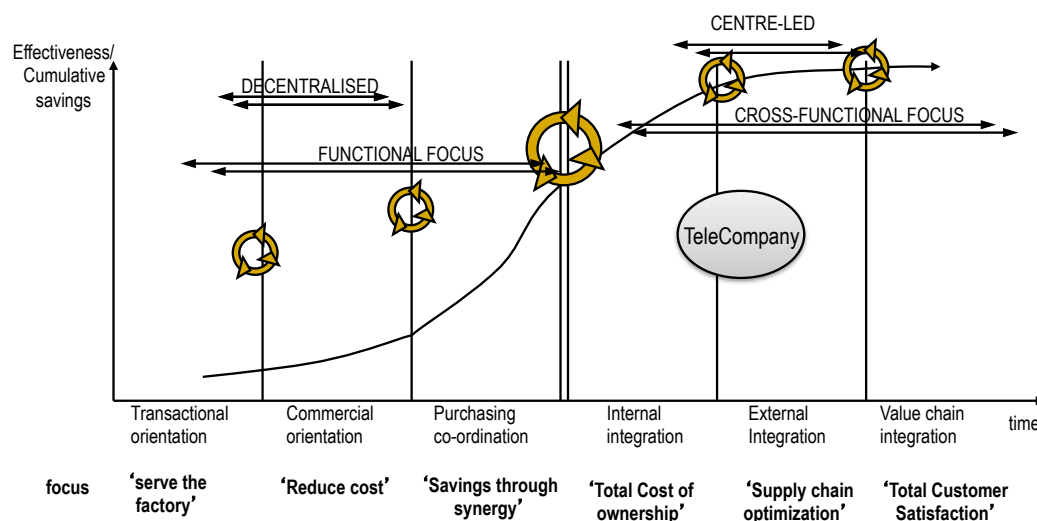 CENTRE-LED
Effectiveness/
Cumulative
savings
DECENTRALISED
CROSS-FUNCTIONAL FOCUS
FUNCTIONAL FOCUS
TeleCompany
Transactional
orientation
Commercial
orientation
Purchasing
co-ordination
Internal
integration
External
Integration
Value chain
integration
time
focus
‘serve the
factory’
‘Reduce cost’
‘Savings through
synergy’
‘Total Cost of
ownership’
‘Supply chain
optimization’
‘Total Customer
Satisfaction’